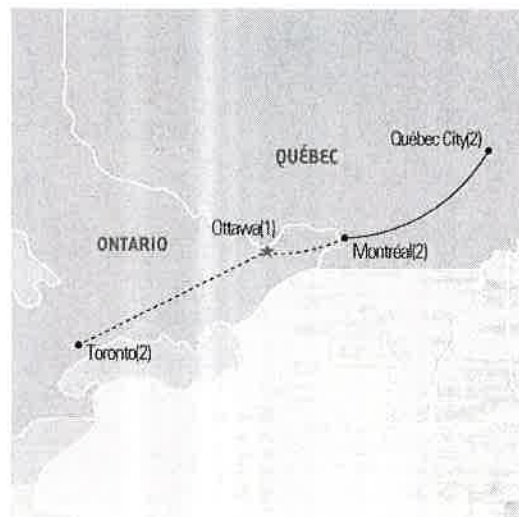 Québec City(2)
QUÉBEC
Ottawa(1)
ONTARIO
Montréal(2)
Toronto(2)